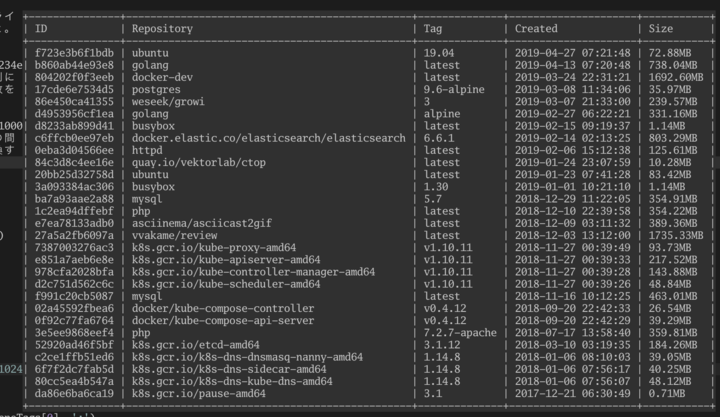 | ID | Repository | Tag | Created | Size |
| f723e3b6f1bdb | ubuntu | 19.04 | 2019-04-27 07:21:48 | 72.88MB |
| b860ab44e93e8 | golang | latest | 2019-04-13 07:20:48 | 738.04MB |
| 804202f0f3eeb | docker-dev | latest | 2019-03-24 22:31:21 | 1692.60MB |
| 17cde6e7534d5 | postgres | 9.6-alpine | 2019-03-08 11:34:06 | 35.97MB |
| 86e450ca41355 | weseek/growi | 3 | 2019-03-07 21:33:00 | 239.57MB |
| d4953956cf1ea | golang | alpine | 2019-02-27 06:22:21 | 331.16MB |
| d8233ab899d41 | busybox | latest | 2019-02-15 09:19:37 | 1.14MB |
| c6ffcb0ee97eb | docker.elastic.co/elasticsearch/elasticsearch | 6.6.1 | 2019-02-14 02:13:25 | 803.29MB |
| 0eba3d04566ee | httpd | latest | 2019-02-06 15:12:38 | 125.61MB |
| 84c3d8c4ee16e | quay.io/vektorlab/ctop | latest | 2019-01-24 23:07:59 | 10.28MB |
| 20bb25d32758d | ubuntu | latest | 2019-01-23 07:41:28 | 83.42MB |
| 3a093384ac306 | busybox | 1.30 | 2018-01-01 10:21:10 | 1.14MB |
| ba7a93aae2a88 | mysql | 5.7 | 2018-12-29 11:22:05 | 354.91MB |
| 1c2ea94dffebf | php | latest | 2018-12-10 22:39:58 | 354.22MB |
| e7ea78133adb0 | asciinema/asciicast2gif | latest | 2018-12-09 03:11:32 | 389.36MB |
| 27a5a2fb6097a | vvakame/review | latest | 2018-12-03 13:12:00 | 1735.33MB |
| 7387003276ac3 | k8s.gcr.io/kube-proxy-amd64 | v1.10.11 | 2018-11-27 00:39:49 | 93.73MB |
| e851a7aeb6e8e | k8s.gcr.io/kube-apiserver-amd64 | v1.10.11 | 2018-11-27 00:39:33 | 217.52MB |
| 978cfa2028bfa | k8s.gcr.io/kube-controller-manager-amd64 | v1.10.11 | 2018-11-27 00:39:28 | 143.88MB |
| d2c751d562c6c | k8s.gcr.io/kube-scheduler-amd64 | v1.10.11 | 2018-11-27 00:39:26 | 48.84MB |
| f991c20cb5087 | mysql | latest | 2018-11-16 10:12:25 | 463.01MB |
| 02a45592fbea6 | docker/kube-compose-controller | v0.4.12 | 2018-09-20 22:42:33 | 26.54MB |
| 0f92c77fa6764 | docker/kube-compose-api-server | v0.4.12 | 2018-09-20 22:42:29 | 39.29MB |
| 3e5ee9868eef4 | php | 7.2.7-apache | 2018-07-17 13:58:40 | 359.81MB |
| 52920ad46f5bf | k8s.gcr.io/etcd-amd64 | 3.1.12 | 2018-03-10 03:19:35 | 184.26MB |
| c2ce1ffb51ed6 | k8s.gcr.io/k8s-dns-dnsmasq-nanny-amd64 | 1.14.8 | 2018-01-06 08:10:03 | 39.05MB |
| 6f7f2dc7fab5d | k8s.gcr.io/k8s-dns-sidecar-amd64 | 1.14.8 | 2018-01-06 07:56:17 | 40.25MB |
| 80cc5ea4b547a | k8s.gcr.io/k8s-dns-kube-dns-amd64 | 1.14.8 | 2018-01-06 07:56:07 | 48.12MB |
| da86e6ba6ca19 | k8s.gcr.io/pause-amd64 | 3.1 | 2017-12-21 06:30:49 | 0.71MB |